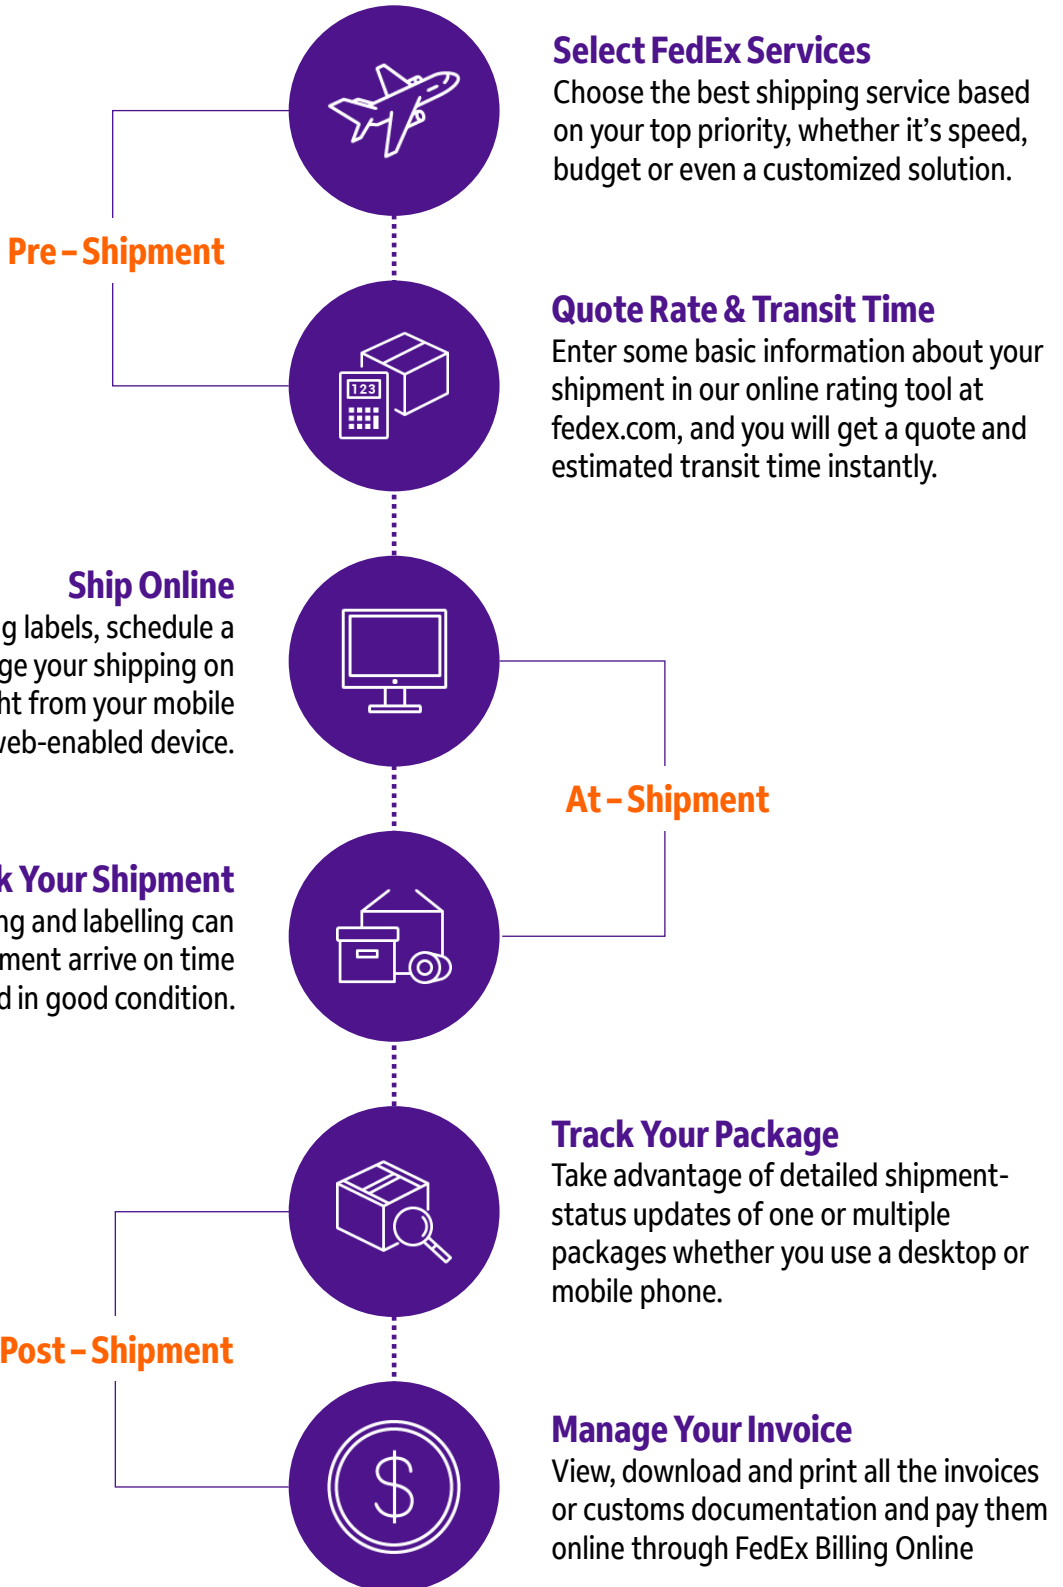 Select FedEx Services
Choose the best shipping service based
on your top priority, whether it's speed,
budget or even a customized solution.
Pre – Shipment
Quote Rate & Transit Time
Enter some basic information about your
shipment in our online rating tool at
fedex.com, and you will get a quote and
estimated transit time instantly.
123
Ship Online
labels, schedule a
your shipping on
from your mobile
web-enabled device.
At – Shipment
Your Shipment
and labelling can
arrive on time
in good condition.
Track Your Package
Take advantage of detailed shipment-
status updates of one or multiple
packages whether you use a desktop or
mobile phone.
Post – Shipment
Manage Your Invoice
View, download and print all the invoices
or customs documentation and pay them
online through FedEx Billing Online
$